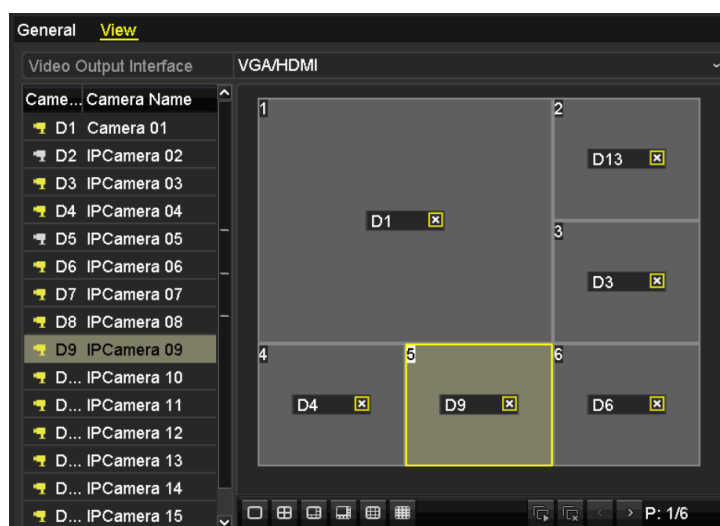 General View
Video Output Interface VGA/HDMI
Came... Camera Name
D1 Camera 01
D2 IPCamera 02
D3 IPCamera 03
D4 IPCamera 04
D5 IPCamera 05
D6 IPCamera 06
D7 IPCamera 07
D8 IPCamera 08
D9 IPCamera 09
D... IPCamera 10
D... IPCamera 11
D... IPCamera 12
D... IPCamera 13
D... IPCamera 14
D... IPCamera 15
1
D1
2
D13
3
D3
4
D4
5
D9
6
D6
P: 1/6